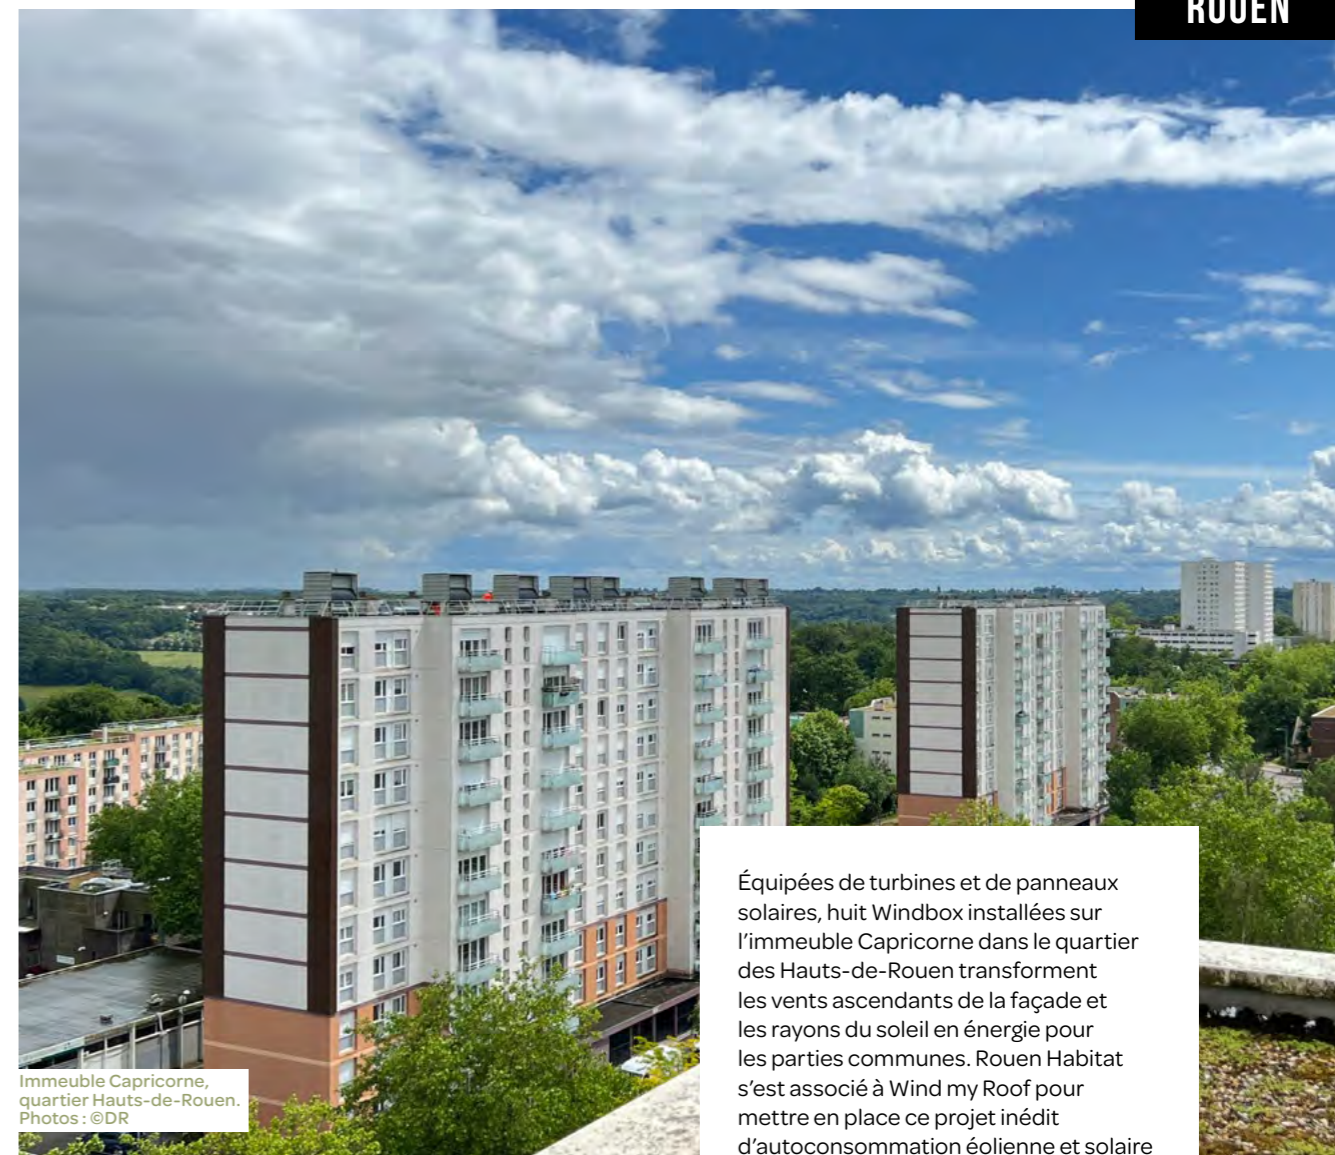 ROUEN
Équipées de turbines et de panneaux
solaires, huit Windbox installées sur
l’immeuble Capricorne dans le quartier
des Hauts-de-Rouen transforment
les vents ascendants de la façade et
les rayons du soleil en énergie pour
les parties communes. Rouen Habitat
s’est associé à Wind my Roof pour
mettre en place ce projet inédit
d’autoconsommation éolienne et solaire
Immeuble Capricorne,
quartier Hauts-de-Rouen.
Photos : ©DR